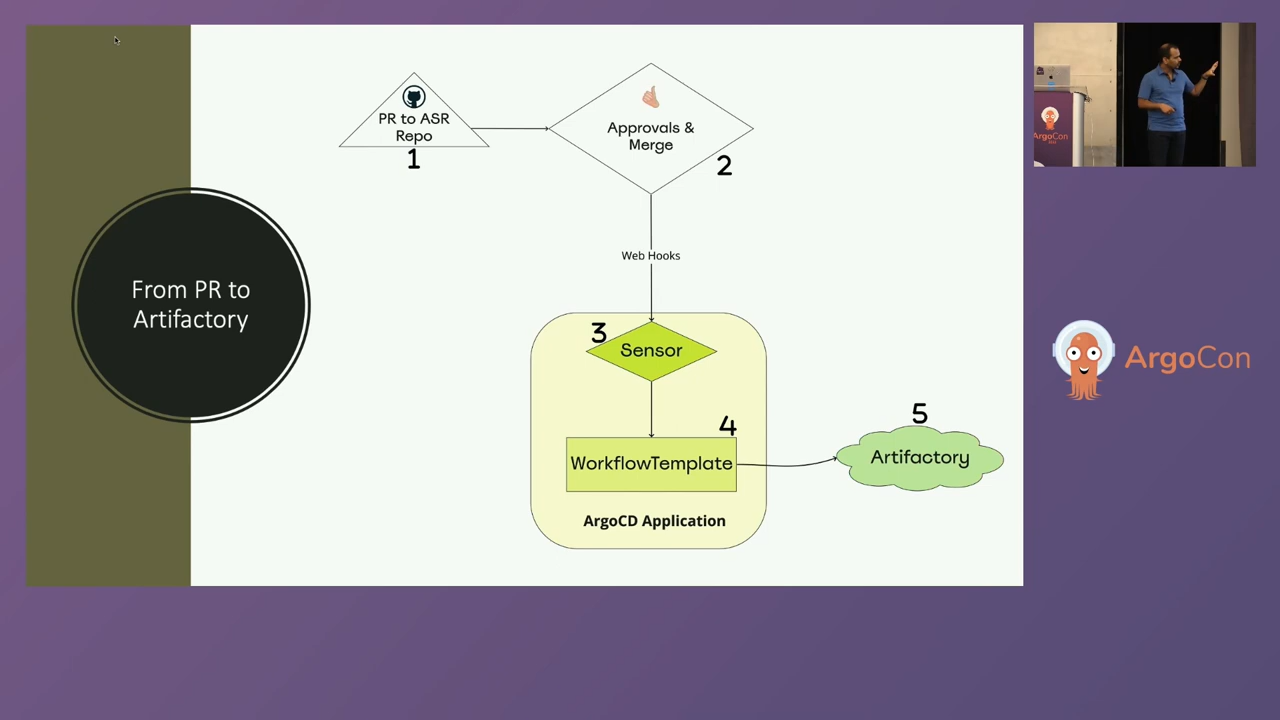 From PR to
Artifactory
PR to ASR
Repo
1
Approvals &
Merge
2
Web Hooks
3
Sensor
4
WorkflowTemplate
ArgoCD Application
5
Artifactory
ArgoCon
ArgoCon